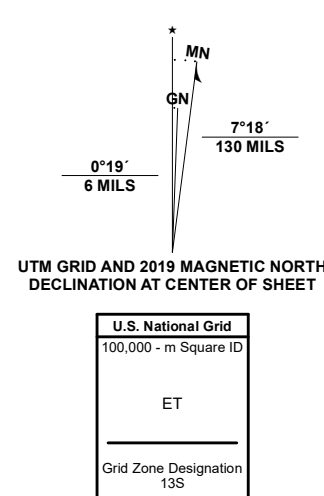 ★
MN
GN
7°18´
130 MILS
0°19´
6 MILS
UTM GRID AND 2019 MAGNETIC NORTH
DECLINATION AT CENTER OF SHEET
U.S. National Grid
100,000 - m Square ID
ET
Grid Zone Designation
13S